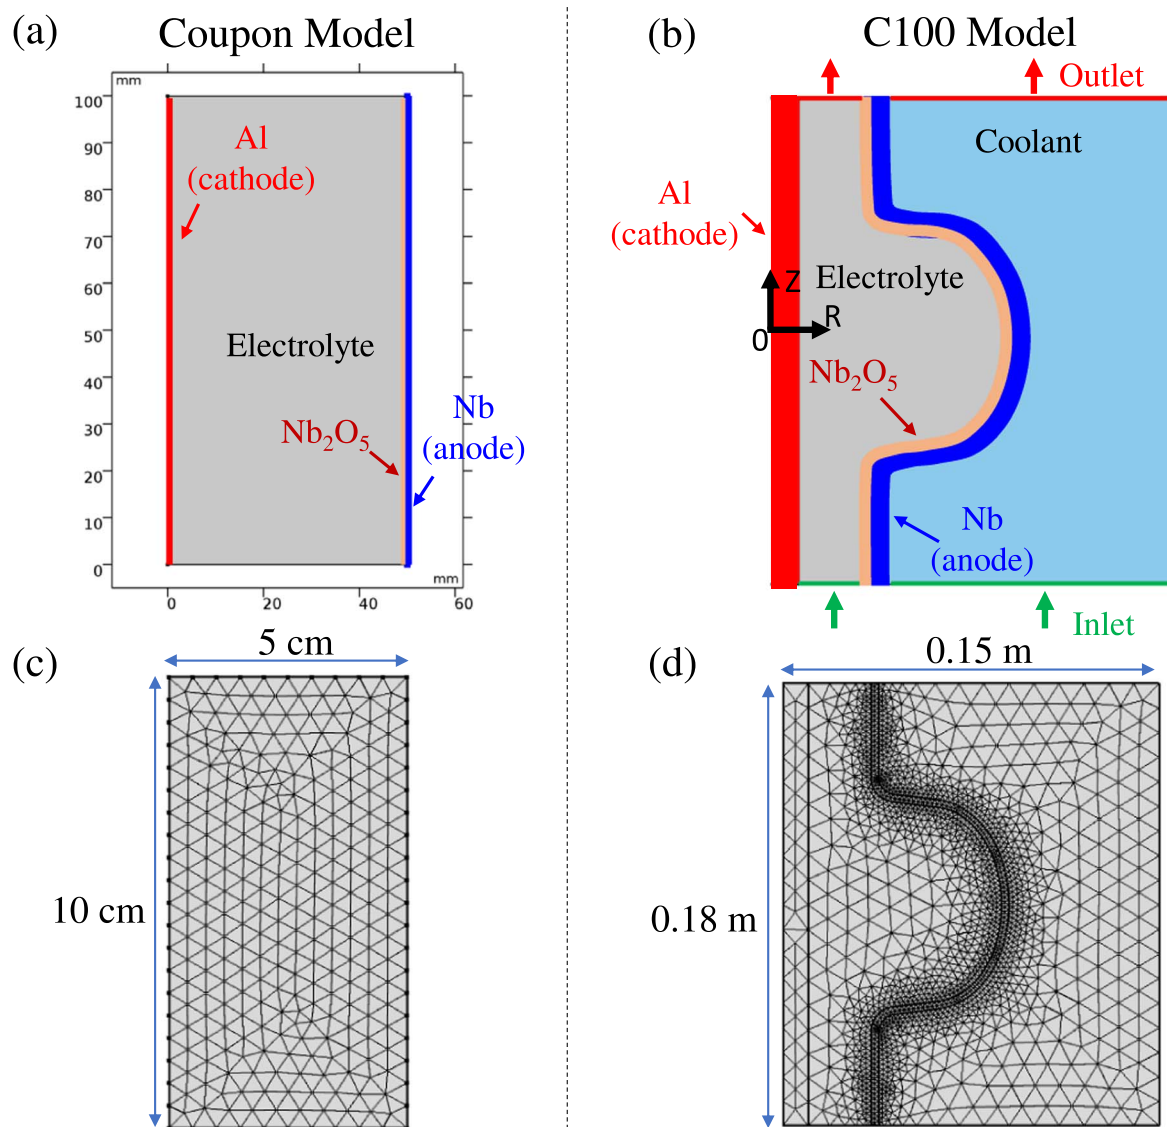 (a)
Coupon Model
mm
100
90
80
70
60
50
40
30
20
10
0
Al
(cathode)
Electrolyte
Nb₂O₅
Nb
(anode)
mm
0
20
40
60
(b)
C100 Model
Outlet
Coolant
Al
(cathode)
Electrolyte
Z
R
0
Nb₂O₅
Nb
(anode)
Inlet
(c)
5 cm
10 cm
(d)
0.15 m
0.18 m